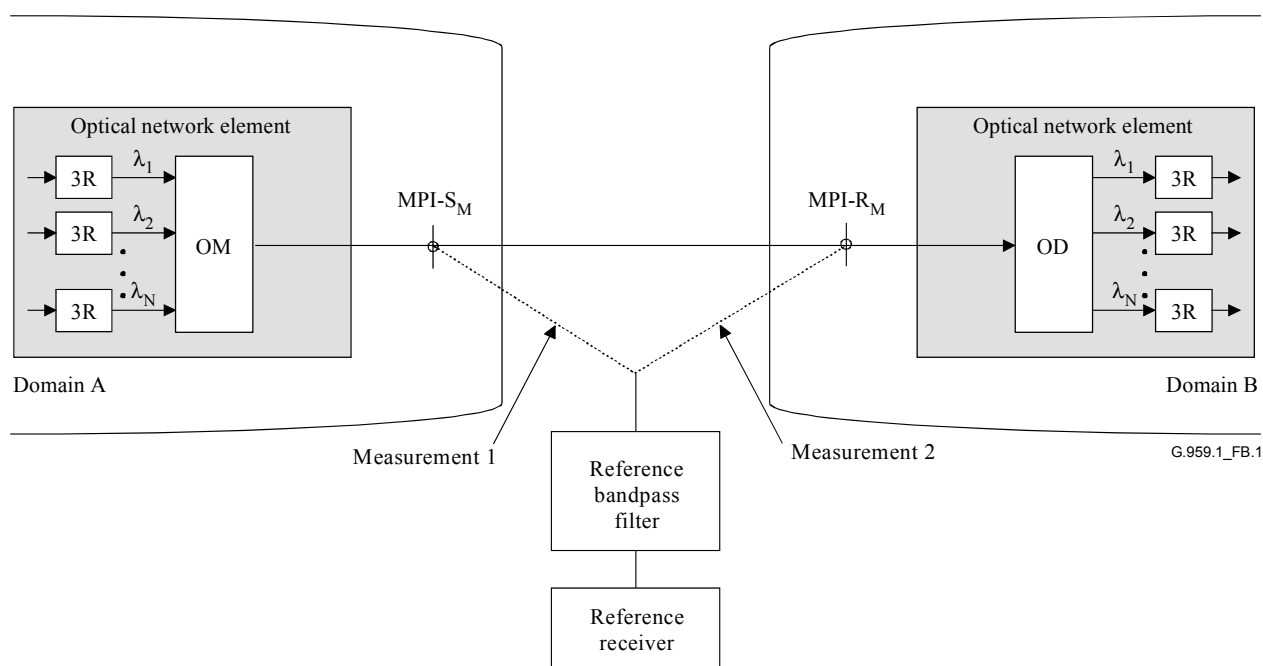 Optical network element
3R
λ1
3R
λ2
3R
λN
OM
Domain A
MPI-SM
MPI-RM
Optical network element
OD
λ1
3R
λ2
3R
λN
3R
Domain B
Measurement 1
Measurement 2
G.959.1_FB.1
Reference
bandpass
filter
Reference
receiver